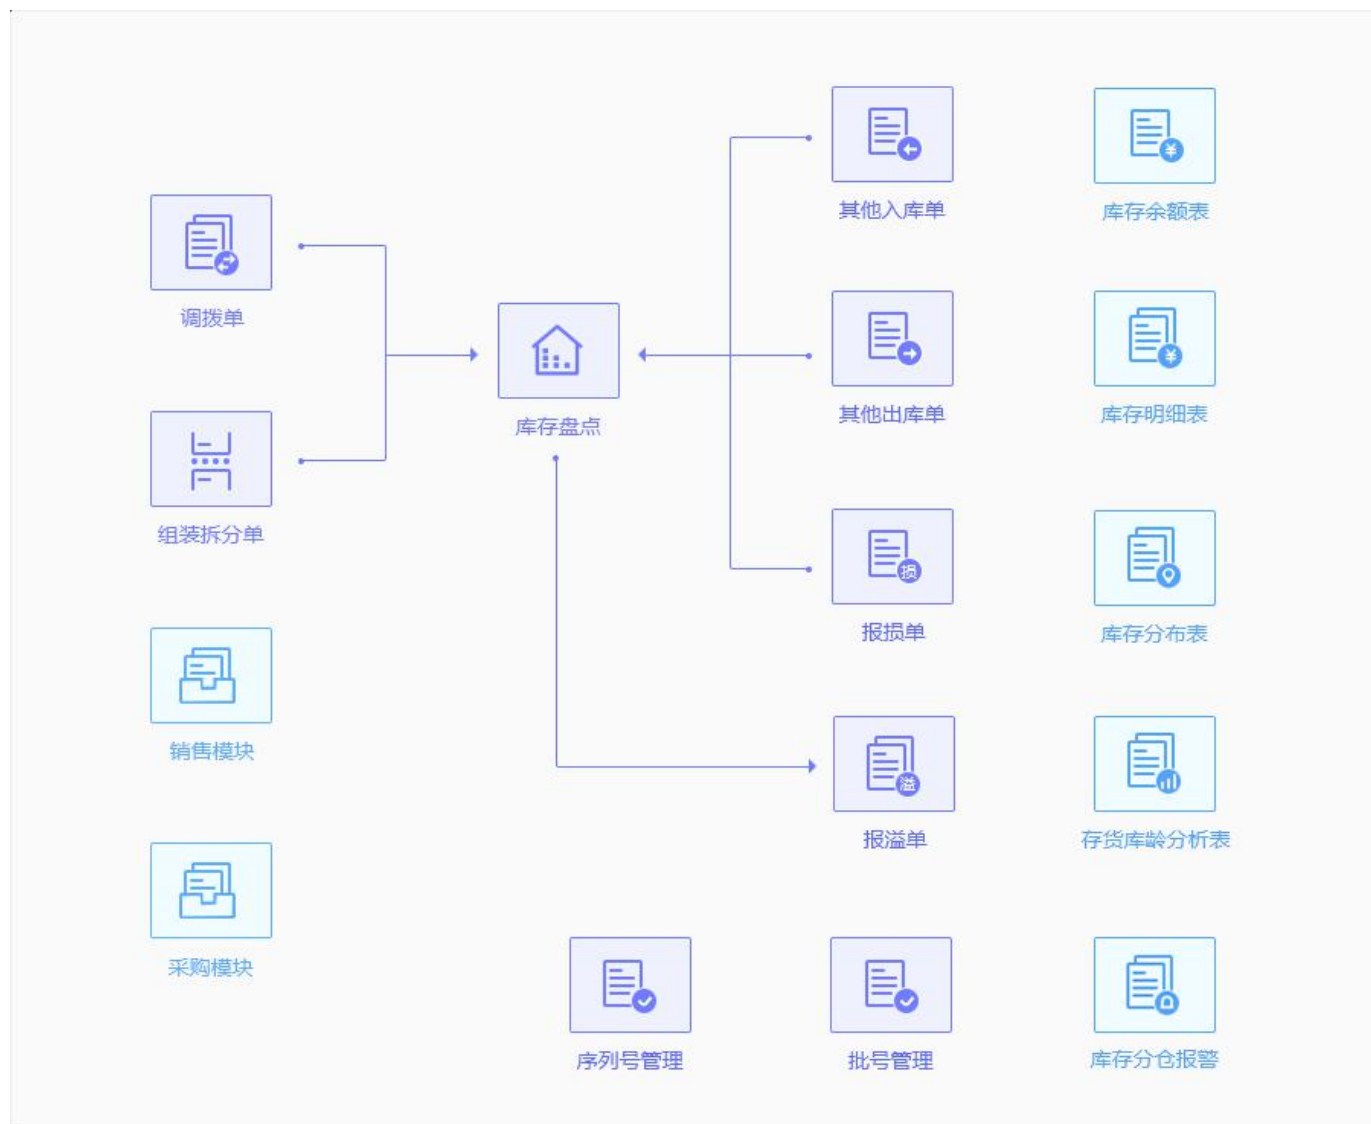 其他入库单
库存余额表
调拨单
其他出库单
库存明细表
库存盘点
组装拆分单
损
报损单
库存分布表
销售模块
溢
报溢单
存货库龄分析表
采购模块
序列号管理
批号管理
库存分仓报警